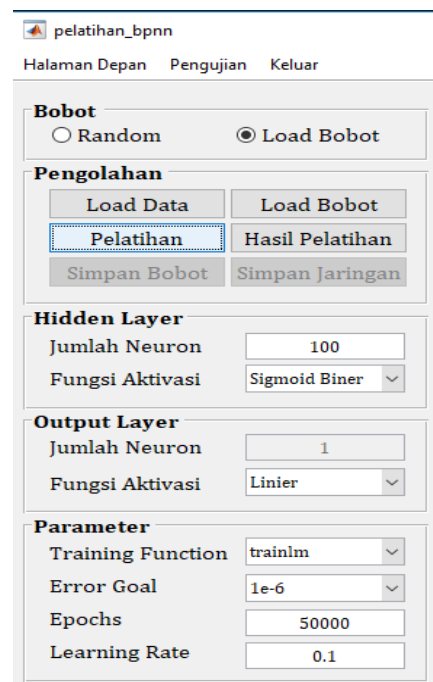 pelatihan_bpnn
Halaman Depan Pengujian Keluar
Bobot
Random Load Bobot
Pengolahan
Load Data Load Bobot
Pelatihan Hasil Pelatihan
Simpan Bobot Simpan Jaringan
Hidden Layer
Jumlah Neuron 100
Fungsi Aktivasi Sigmoid Biner
Output Layer
Jumlah Neuron 1
Fungsi Aktivasi Linier
Parameter
Training Function trainlm
Error Goal 1e-6
Epochs 50000
Learning Rate 0.1